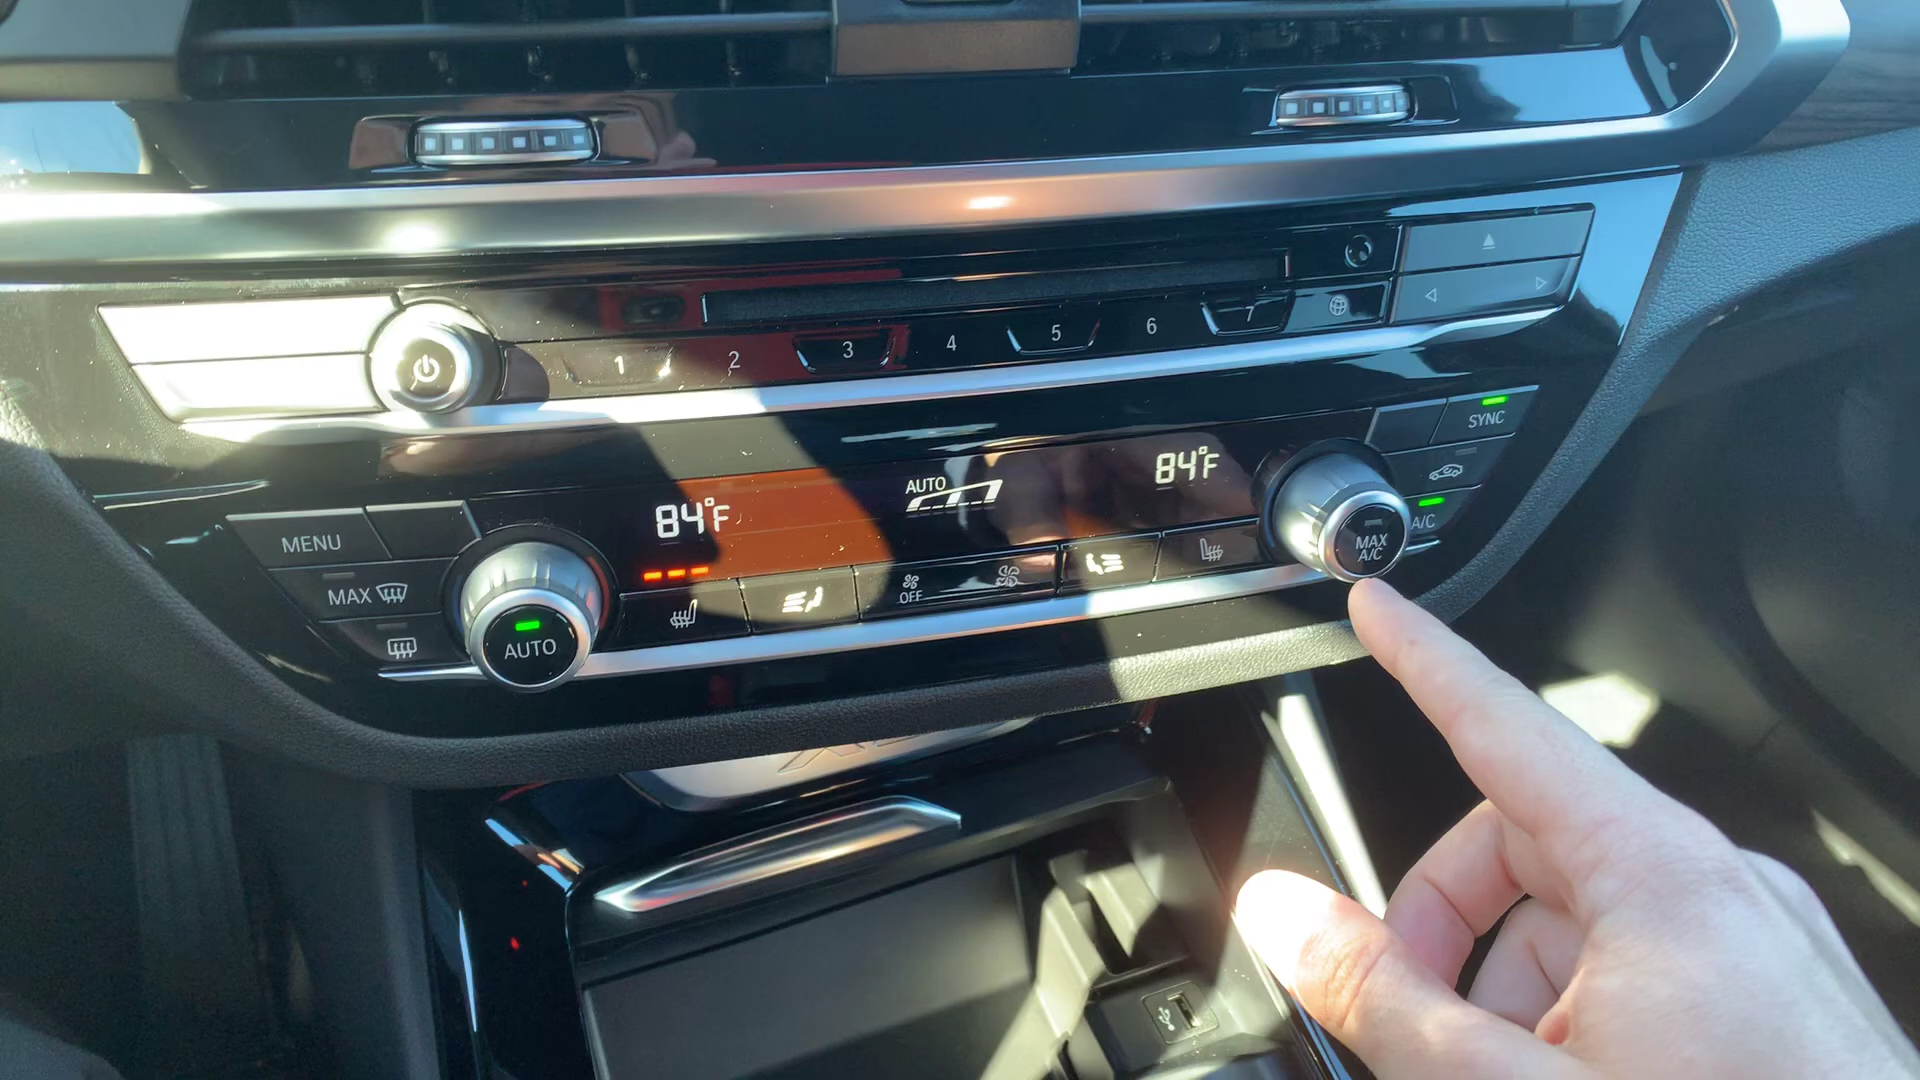 1 2 3 4 5 6 7
SYNC
84°F
AUTO
84°F
MENU
A/C
MAX
A/C
MAX
OFF
AUTO